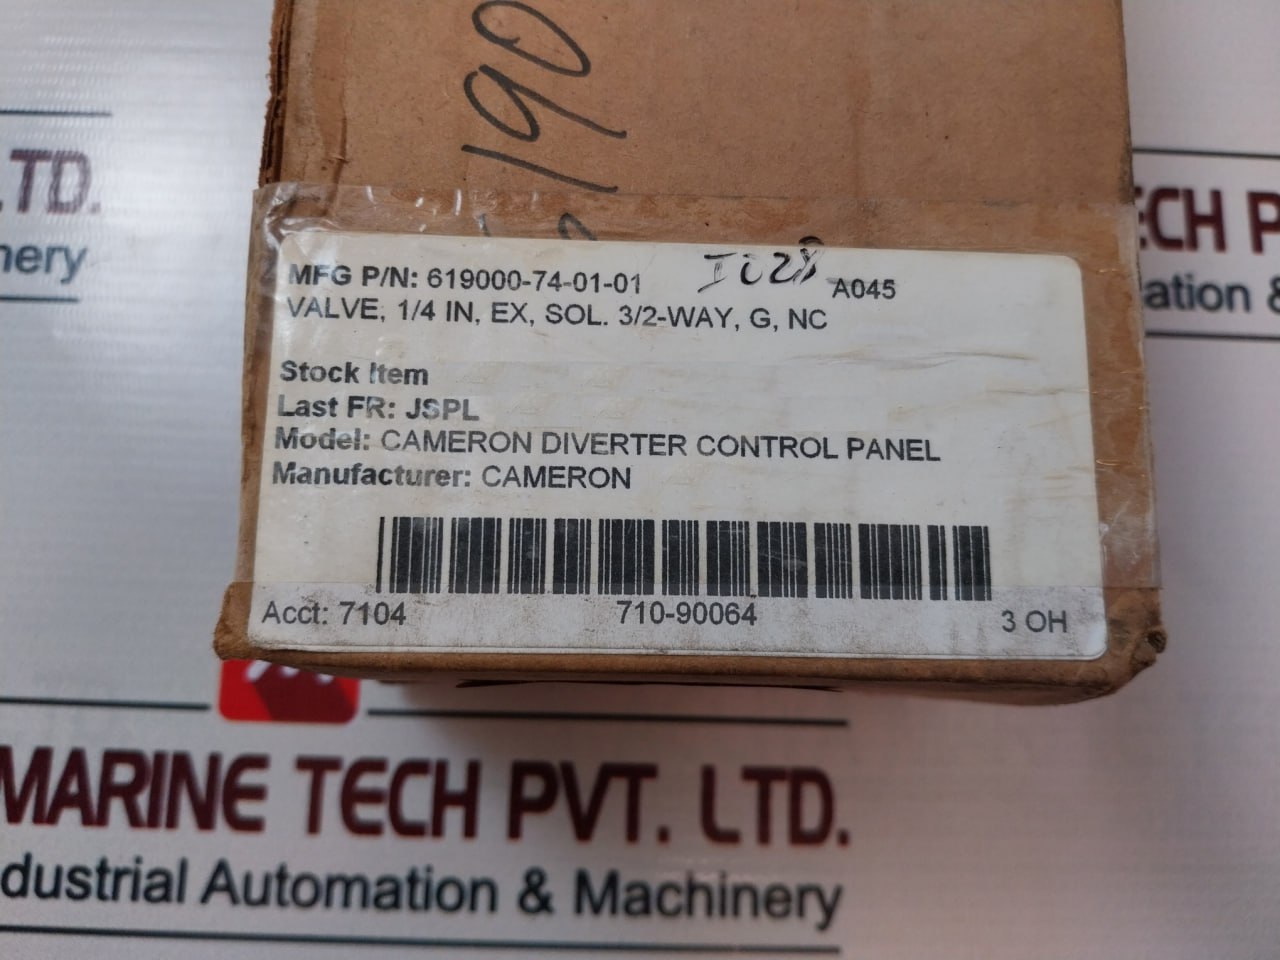 190
MFG P/N: 619000-74-01-01 A045
VALVE, 1/4 IN, EX, SOL. 3/2-WAY, G, NC
Stock Item
Last FR: JSPL
Model: CAMERON DIVERTER CONTROL PANEL
Manufacturer: CAMERON
Acct: 7104 710-90064 3 OH
LTD.
nery
ECH P
ation &
MARINE TECH PVT. LTD.
dustrial Automation & Machinery